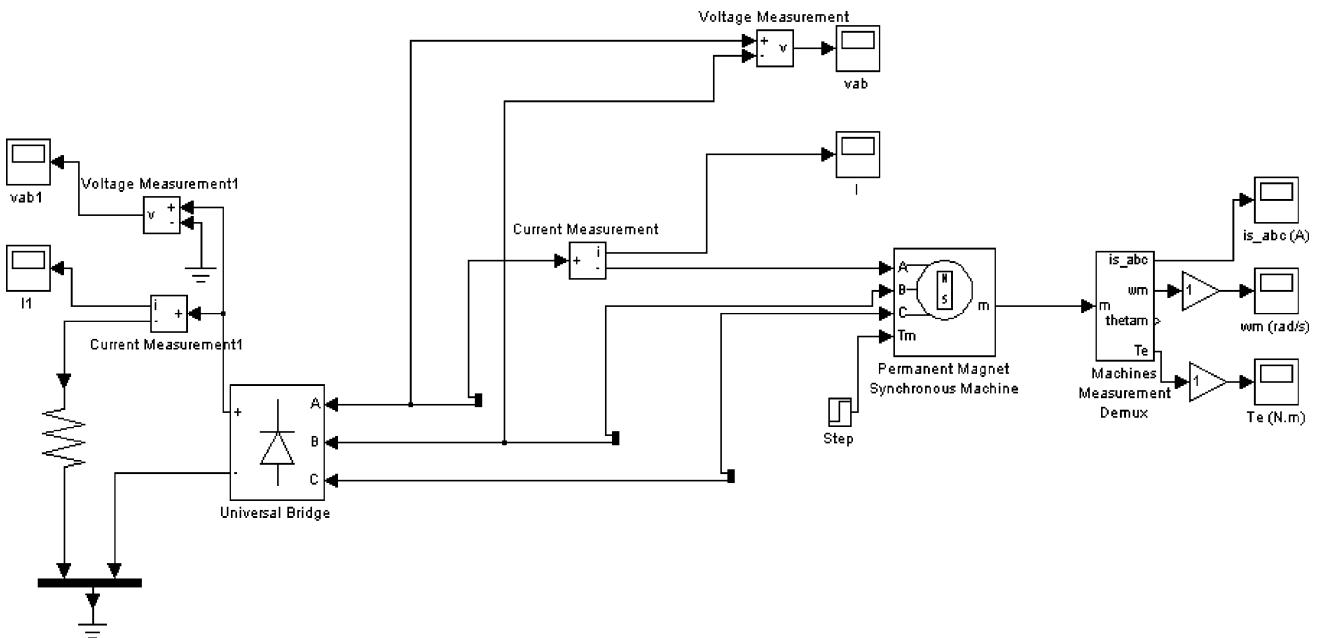 Voltage Measurement
+
-
v
vab
vab1
Voltage Measurement1
v
+
-
I
Current Measurement
+
i
-
I1
i
-
+
Current Measurement1
A
B
C
Tm
N
S
m
Permanent Magnet
Synchronous Machine
m
is_abc
wm
thetam
Te
Machines
Measurement
Demux
1
1
is_abc (A)
wm (rad/s)
Te (N.m)
Step
+
-
A
B
C
Universal Bridge